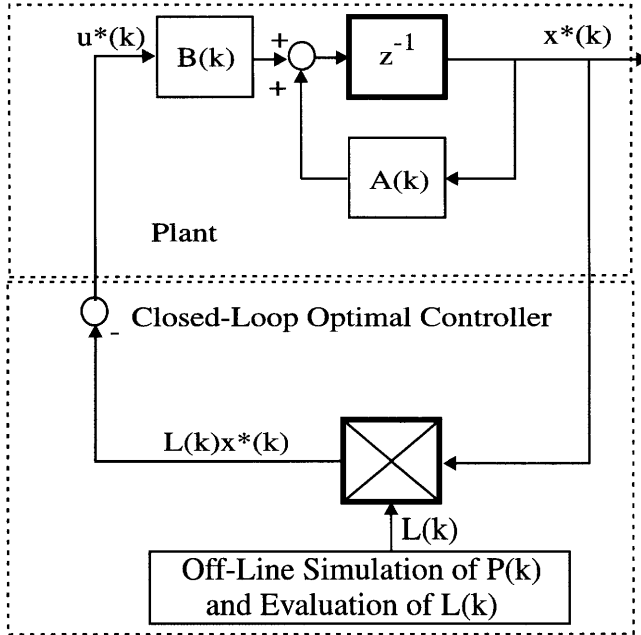 u*(k)
B(k)
+
+
z⁻¹
x*(k)
A(k)
Plant
-
Closed-Loop Optimal Controller
L(k)x*(k)
L(k)
Off-Line Simulation of P(k)
and Evaluation of L(k)